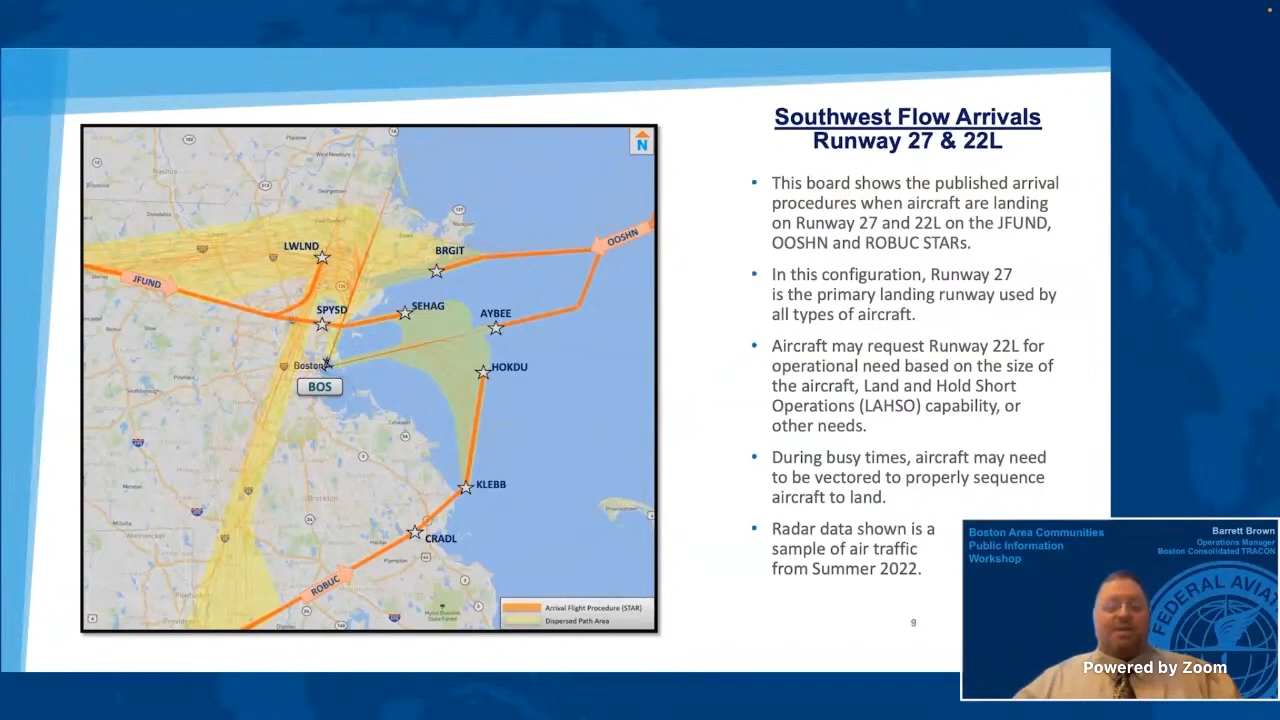 Southwest Flow Arrivals
Runway 27 & 22L
• This board shows the published arrival
procedures when aircraft are landing
on Runway 27 and 22L on the JFUND,
OOSHN and ROBUC STARs.
• In this configuration, Runway 27
is the primary landing runway used by
all types of aircraft.
• Aircraft may request Runway 22L for
operational need based on the size of
the aircraft, Land and Hold Short
Operations (LAHSO) capability, or
other needs.
• During busy times, aircraft may need
to be vectored to properly sequence
aircraft to land.
• Radar data shown is a
sample of air traffic
from Summer 2022.
9
N
OOSHN
LWLND
BRGIT
JFUND
SPYSD
SEHAG
AYBEE
Boston
HOKDU
BOS
KLEBB
Brockton
CRADL
ROBUC
Plympton
Pawtucket
Nashua
Arrival Flight Procedure (STAR)
Dispersed Path Area
Boston Area Communities
Public Information
Workshop
Barrett Brown
Operations Manager
Boston Consolidated TRACON
FEDERAL AVIA
Powered by Zoom